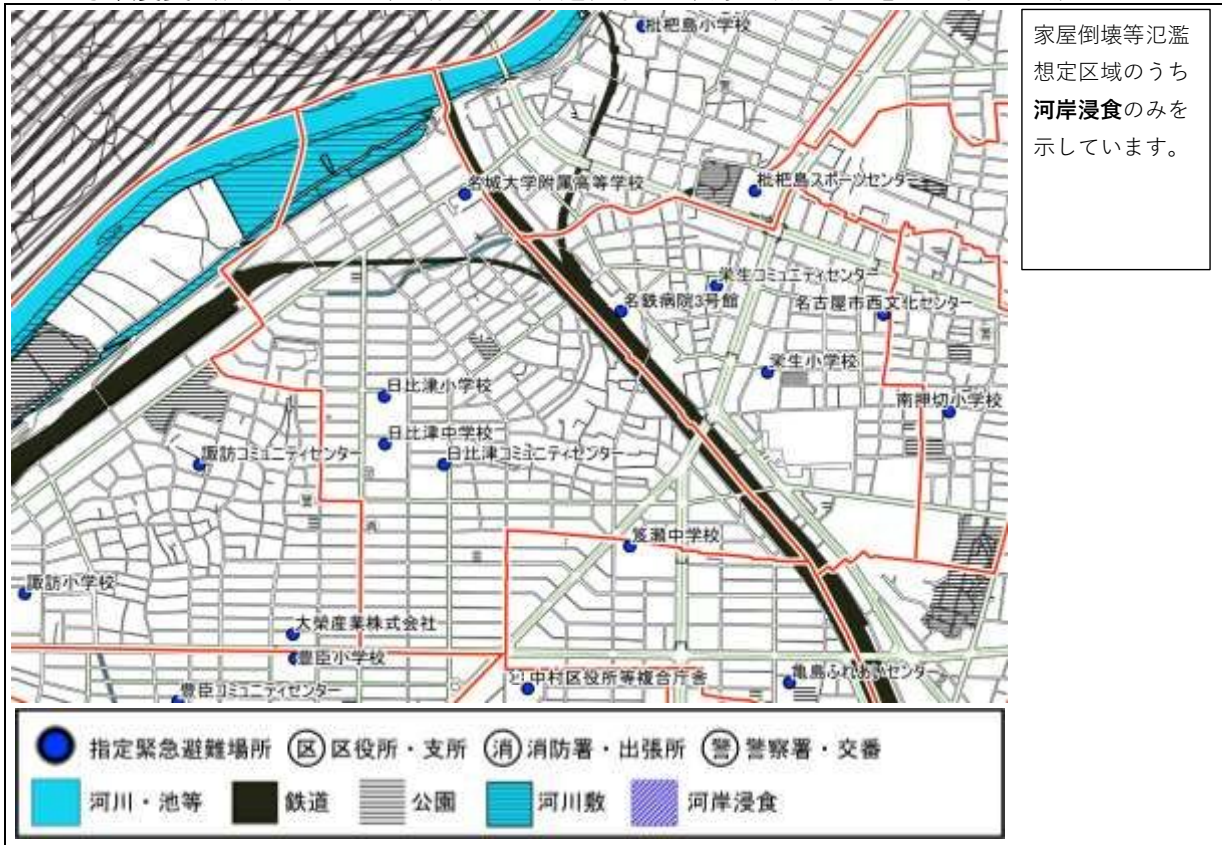 家屋倒壊等氾濫
想定区域のうち
河岸浸食のみを
示しています。
枇杷島小学校
名城大学附属高等学校
枇杷島スポーツセンター
栄生コミュニティセンター
名鉄病院3号館
名古屋市西文化センター
栄生小学校
日比津小学校
南押切小学校
日比津中学校
諏訪コミュニティセンター
日比津コミュニティセンター
笈瀬中学校
諏訪小学校
大榮産業株式会社
豊臣小学校
亀島ふれあいセンター
中村区役所等複合庁舎
豊臣コミュニティセンター
指定緊急避難場所 区 区役所・支所 消 消防署・出張所 警 警察署・交番
河川・池等 鉄道 公園 河川敷 河岸浸食